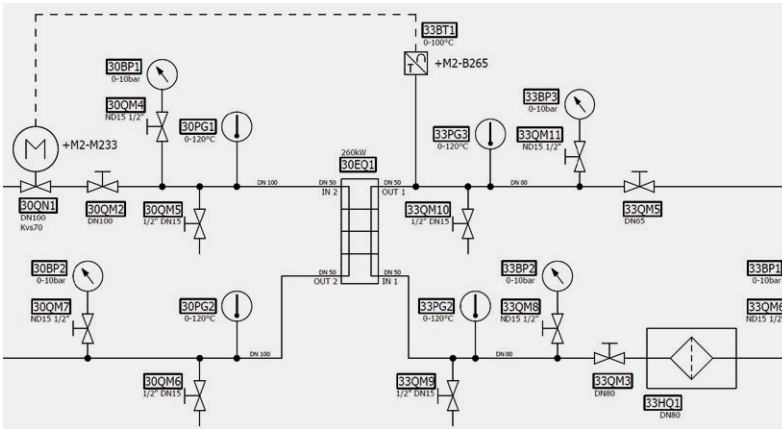 33BT1
0-100°C
+M2-B265
30BP1
0-10bar
30QM4
ND15 1/2"
30PG1
0-120°C
M
+M2-M233
T
33BP3
0-10bar
33PG3
0-120°C
33QM11
ND15 1/2"
260kW
30EQ1
DN 100
DN 50
IN 2
DN 50
OUT 1
DN 80
30QN1
DN100
Kvs70
30QM2
DN100
30QM5
1/2" DN15
33QM10
1/2" DN15
33QM5
DN65
30BP2
0-10bar
30QM7
ND15 1/2"
30PG2
0-120°C
DN 50
OUT 2
DN 50
IN 1
33PG2
0-120°C
33BP2
0-10bar
33QM8
ND15 1/2"
33BP1
0-10bar
33QM6
ND15 1/2
DN 100
DN 80
30QM6
1/2" DN15
33QM9
1/2" DN15
33QM3
DN80
33HQ1
DN80